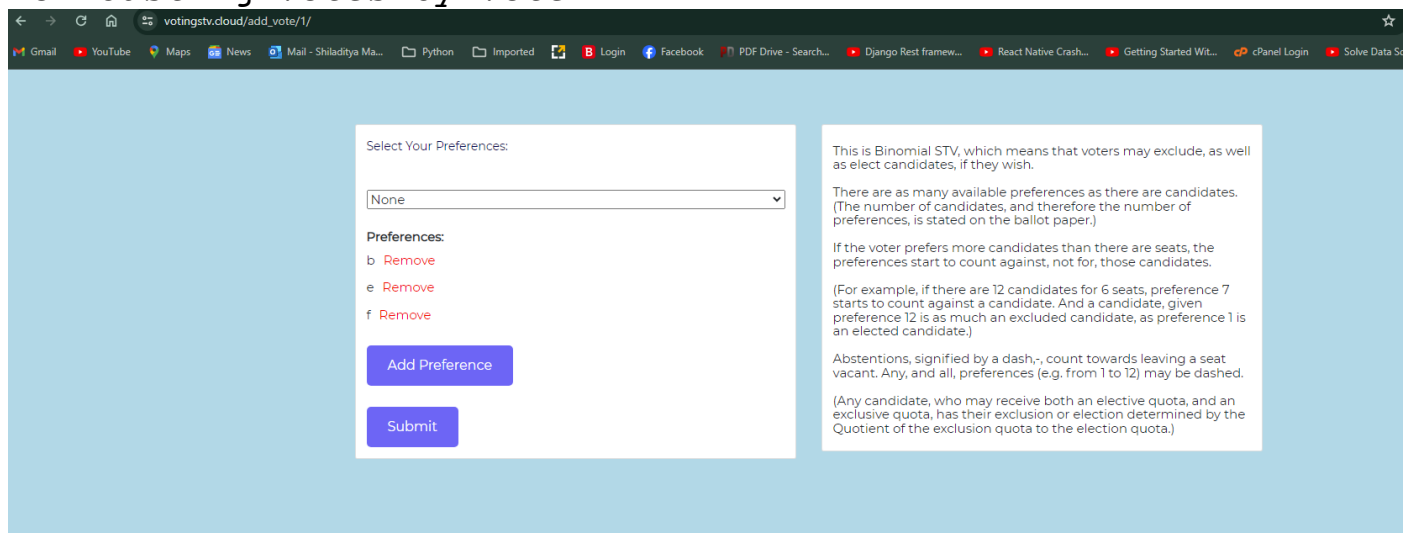 votingstv.cloud/add_vote/1/
Gmail YouTube Maps News Mail - Shiladitya Ma... Python Imported Login Facebook PDF Drive - Search... Django Rest framew... React Native Crash... Getting Started Wit... cPanel Login Solve Data Sc
Select Your Preferences:
None
Preferences:
b Remove
e Remove
f Remove
Add Preference
Submit
This is Binomial STV, which means that voters may exclude, as well
as elect candidates, if they wish.
There are as many available preferences as there are candidates.
(The number of candidates, and therefore the number of
preferences, is stated on the ballot paper.)
If the voter prefers more candidates than there are seats, the
preferences start to count against, not for, those candidates.
(For example, if there are 12 candidates for 6 seats, preference 7
starts to count against a candidate. And a candidate, given
preference 12 is as much an excluded candidate, as preference 1 is
an elected candidate.)
Abstentions, signified by a dash,-, count towards leaving a seat
vacant. Any, and all, preferences (e.g. from 1 to 12) may be dashed.
(Any candidate, who may receive both an elective quota, and an
exclusive quota, has their exclusion or election determined by the
Quotient of the exclusion quota to the election quota.)